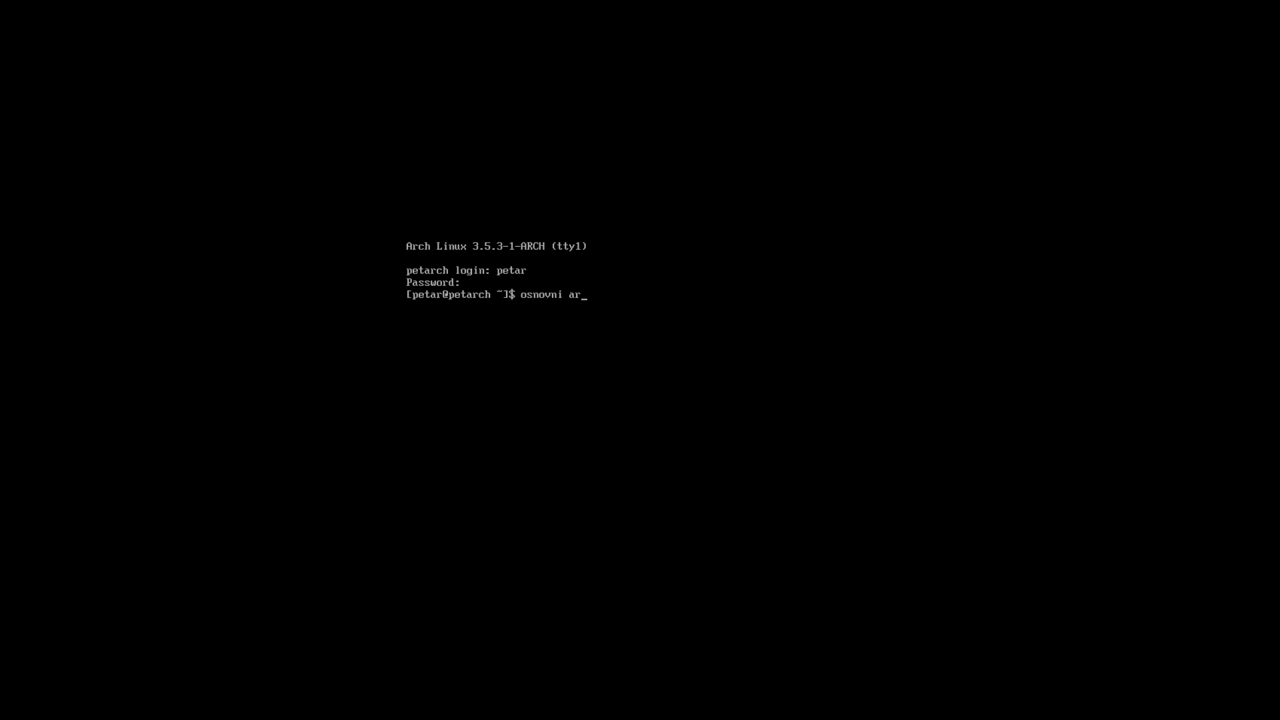 Arch Linux 3.5.3-1-ARCH (tty1)
petarch login: petar
Password:
[petar@petarch ~]$ osnovni ar_